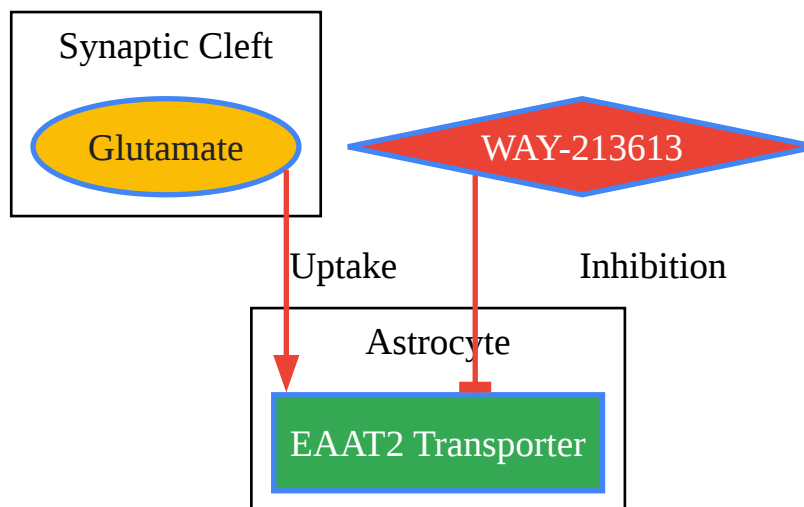 Synaptic Cleft
Glutamate
WAY-213613
Uptake
Inhibition
Astrocyte
EAAT2 Transporter